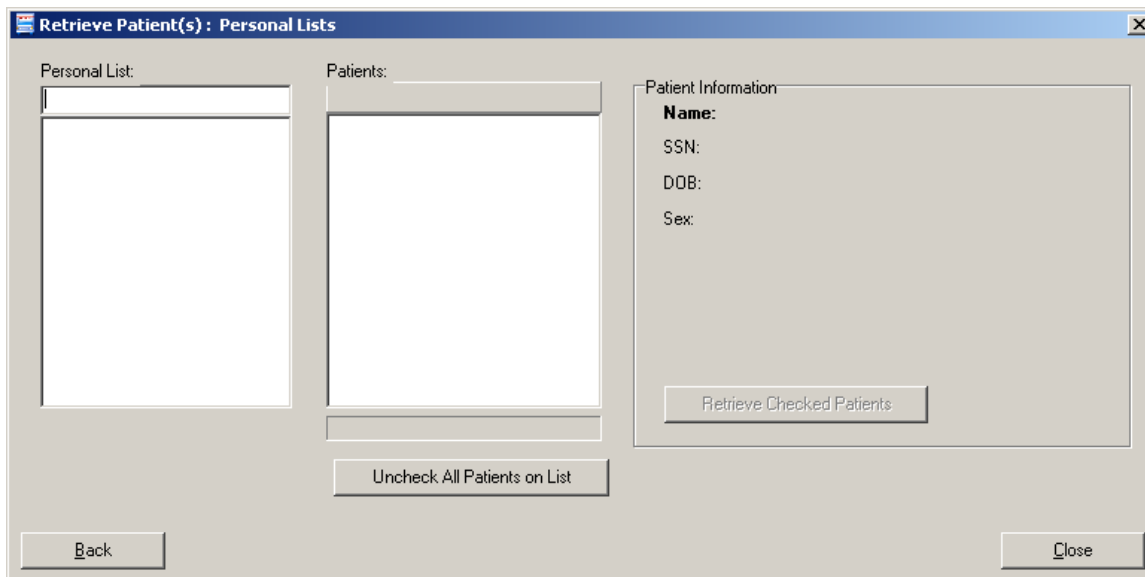 Retrieve Patient(s) : Personal Lists
Personal List:
Patients:
Patient Information
Name:
SSN:
DOB:
Sex:
Retrieve Checked Patients
Uncheck All Patients on List
Back
Close